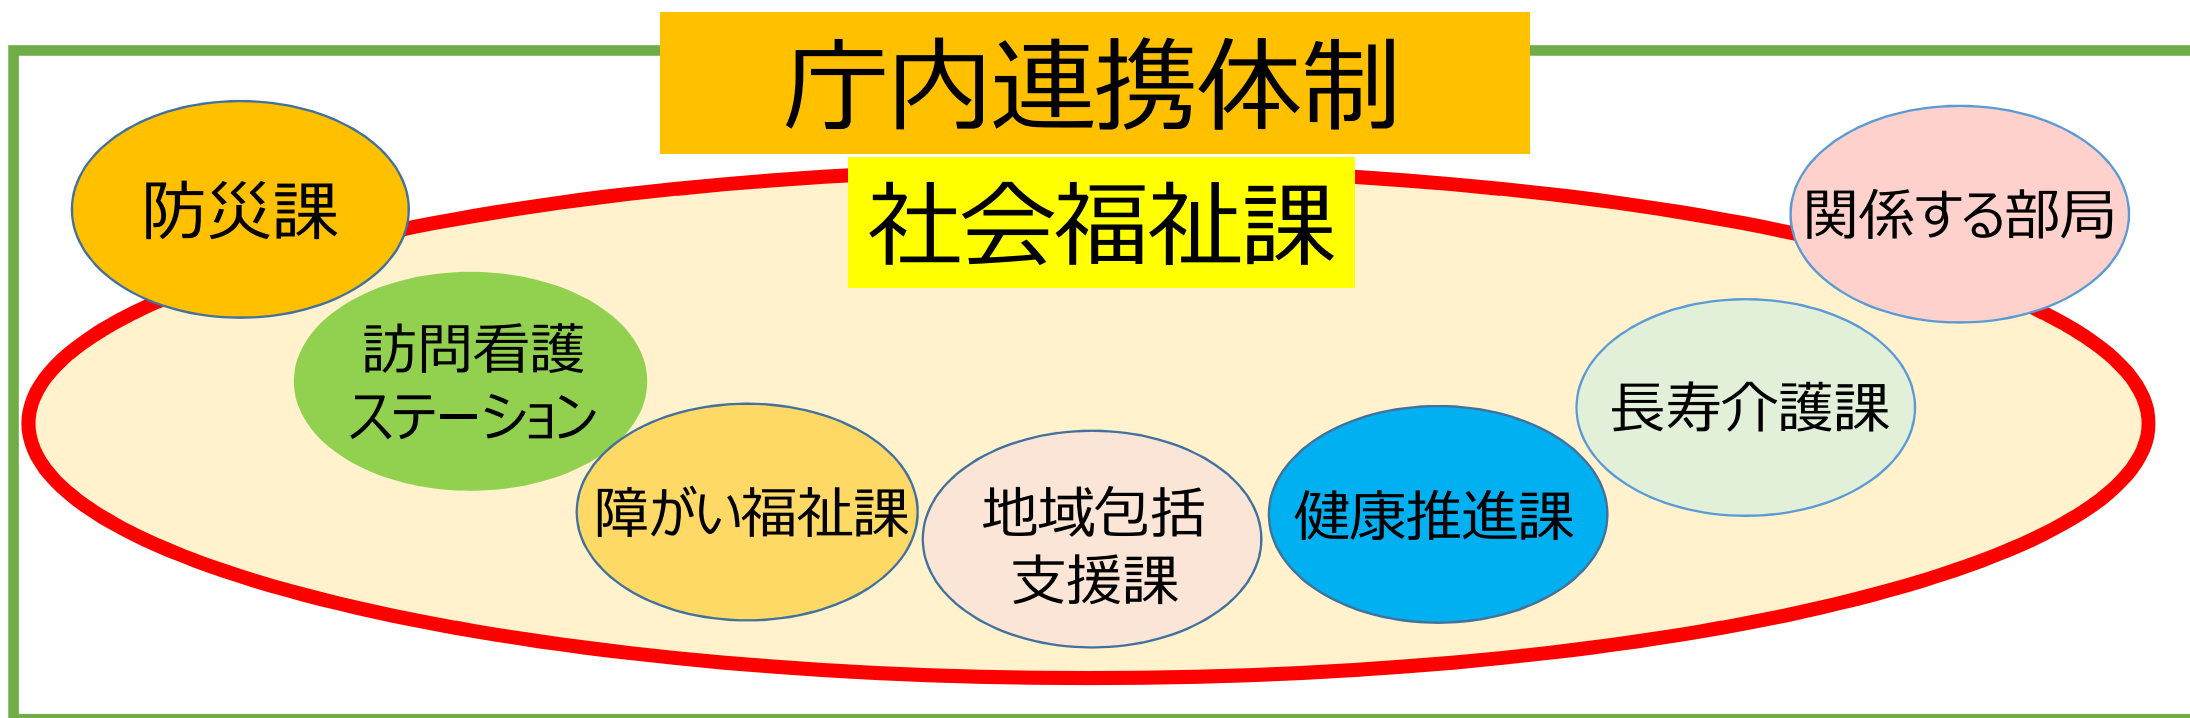 庁内連携体制
社会福祉課
防災課
関係する部局
訪問看護
ステーション
長寿介護課
障がい福祉課
地域包括
支援課
健康推進課